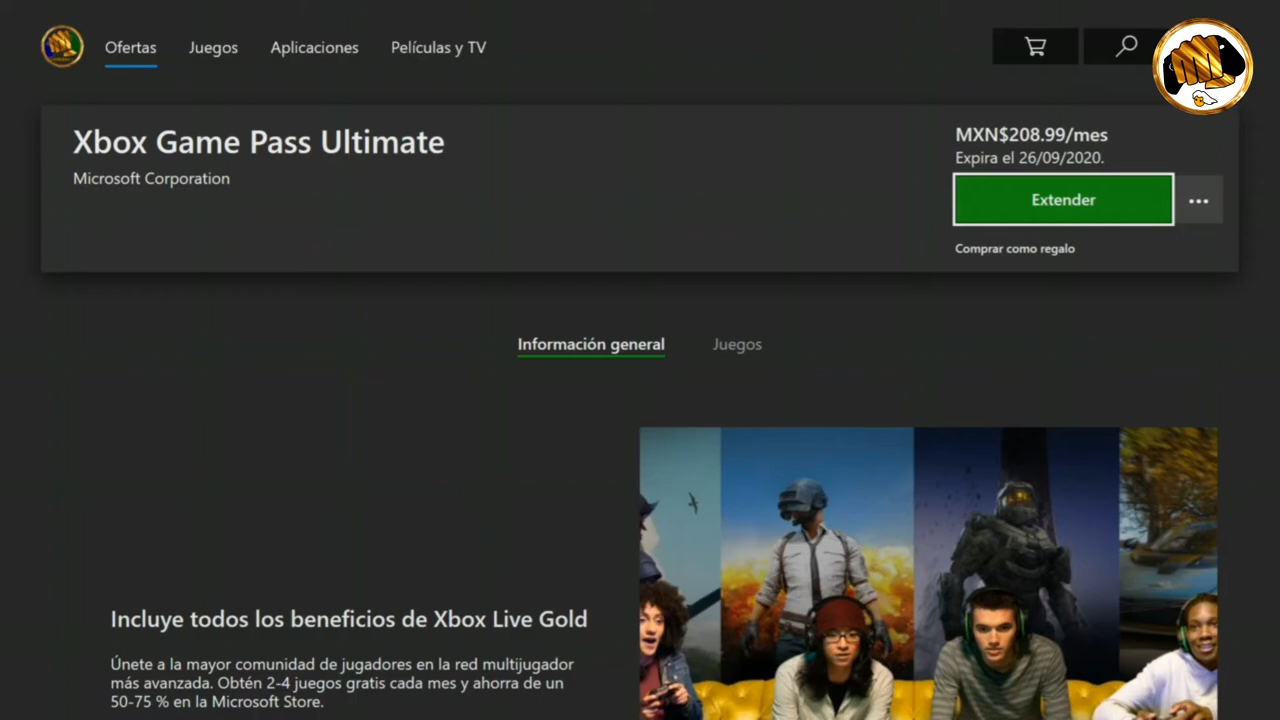 Ofertas Juegos Aplicaciones Películas y TV
Xbox Game Pass Ultimate
Microsoft Corporation
MXN$208.99/mes
Expira el 26/09/2020.
Extender
Comprar como regalo
Información general Juegos
Incluye todos los beneficios de Xbox Live Gold
Únete a la mayor comunidad de jugadores en la red multijugador
más avanzada. Obtén 2-4 juegos gratis cada mes y ahorra de un
50-75 % en la Microsoft Store.